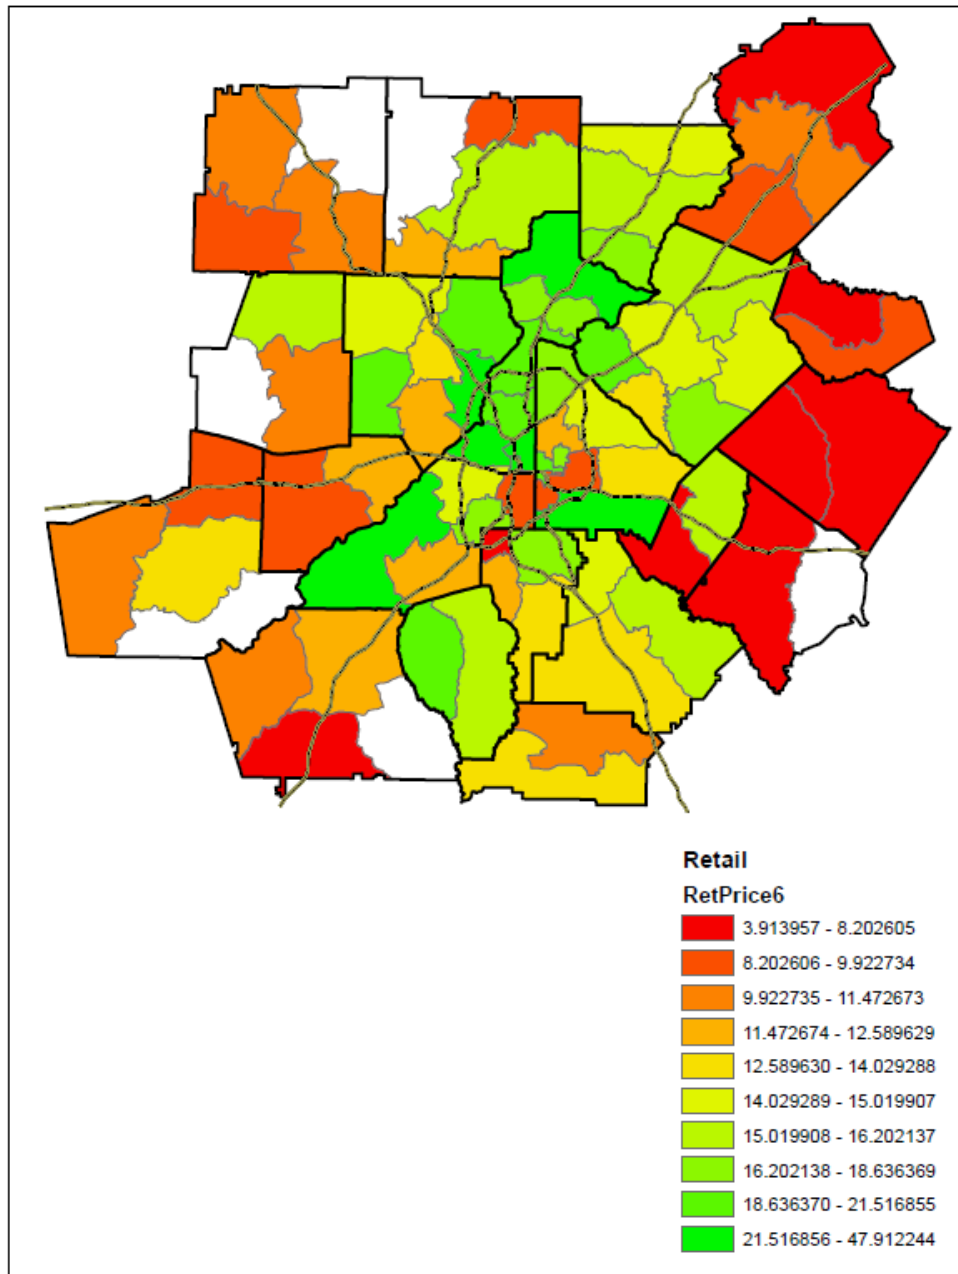 Retail
RetPrice6
3.913957 - 8.202605
8.202606 - 9.922734
9.922735 - 11.472673
11.472674 - 12.589629
12.589630 - 14.029288
14.029289 - 15.019907
15.019908 - 16.202137
16.202138 - 18.636369
18.636370 - 21.516855
21.516856 - 47.912244